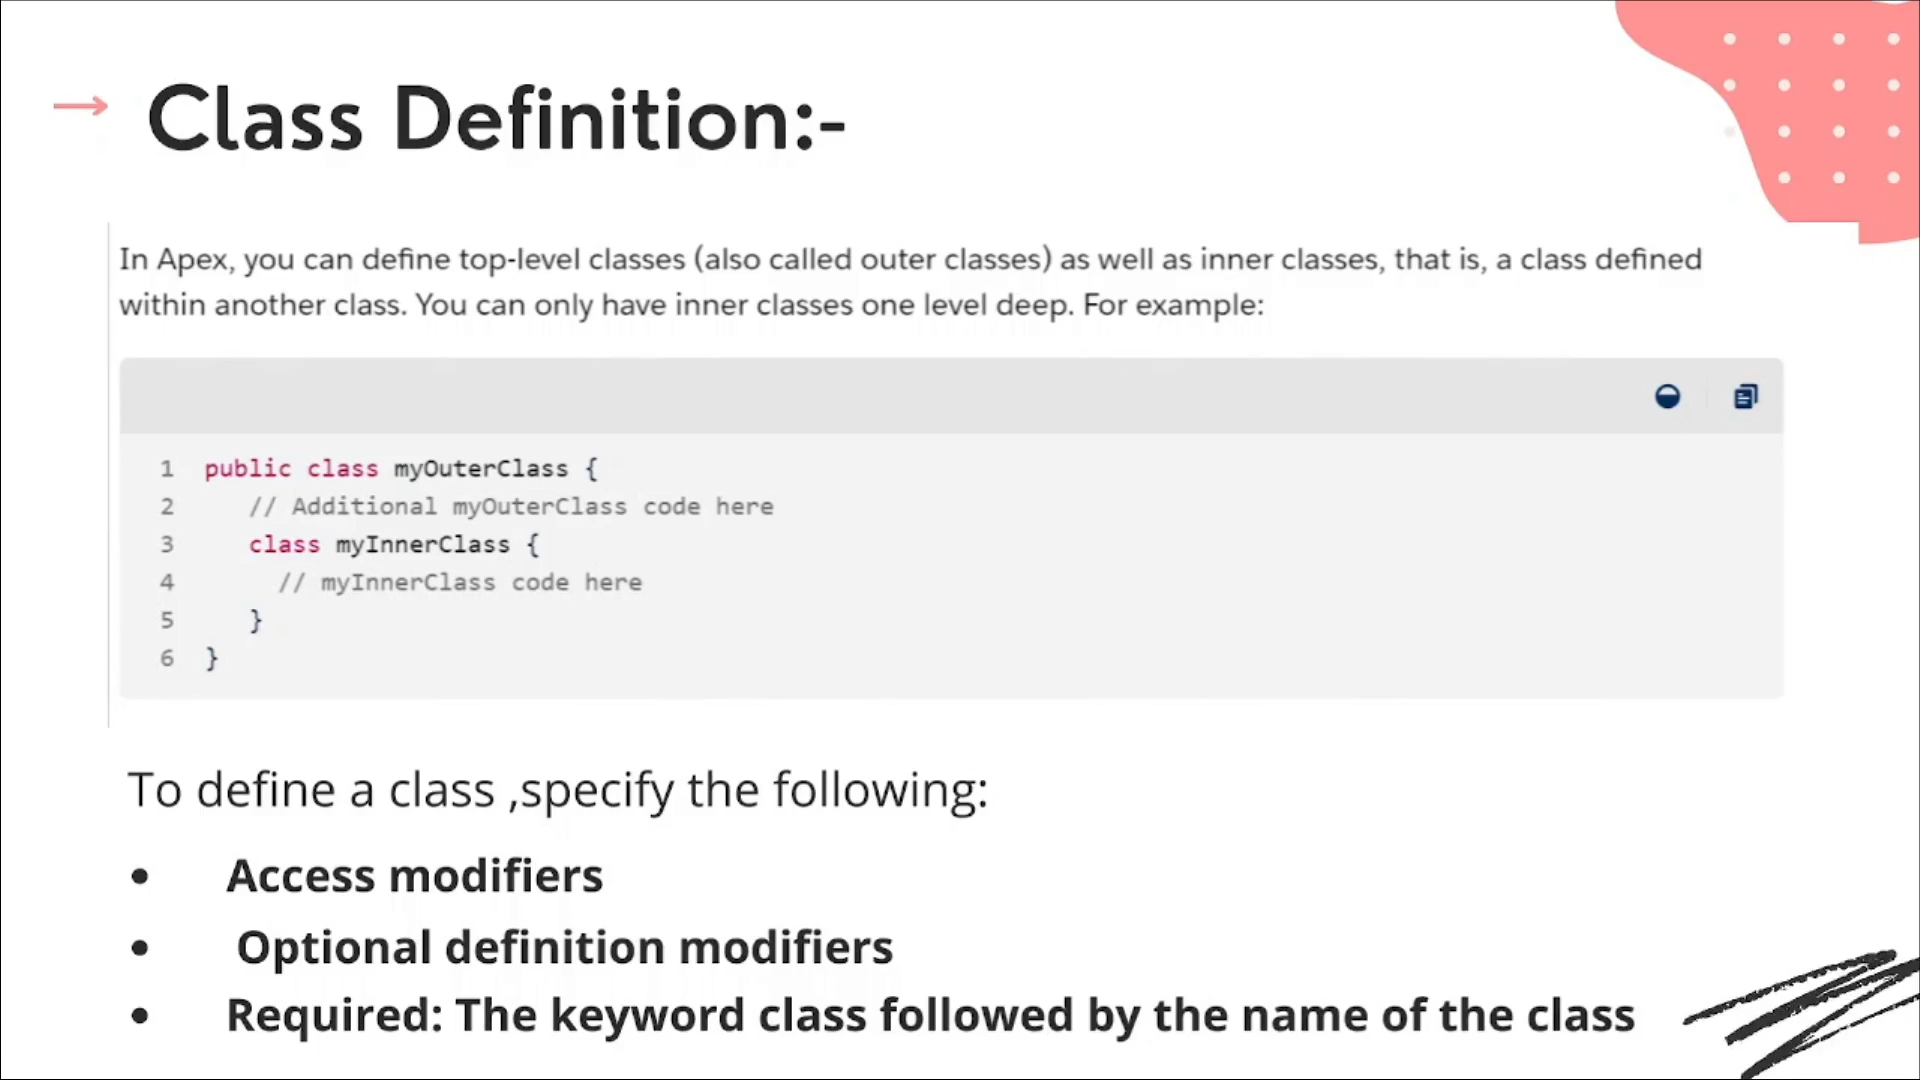 Class Definition:-
In Apex, you can define top-level classes (also called outer classes) as well as inner classes, that is, a class defined
within another class. You can only have inner classes one level deep. For example:
1 public class myOuterClass {
2 // Additional myOuterClass code here
3 class myInnerClass {
4 // myInnerClass code here
5 }
6 }
To define a class ,specify the following:
• Access modifiers
• Optional definition modifiers
• Required: The keyword class followed by the name of the class